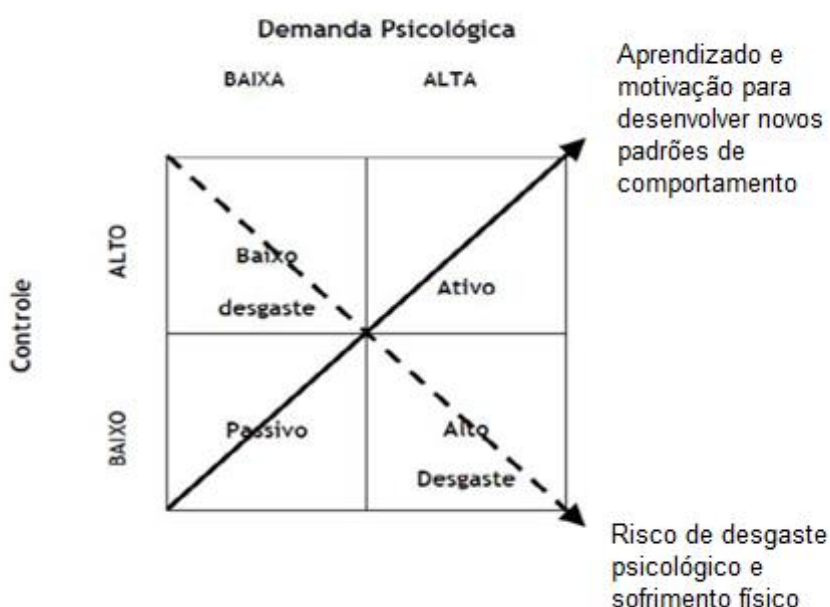 Demanda Psicológica
BAIXA ALTA
Aprendizado e
motivação para
desenvolver novos
padrões de
comportamento
Controle
ALTO
Baixo
desgaste
Ativo
BAIXO
Passivo
Alto
Desgaste
Risco de desgaste
psicológico e
sofrimento físico